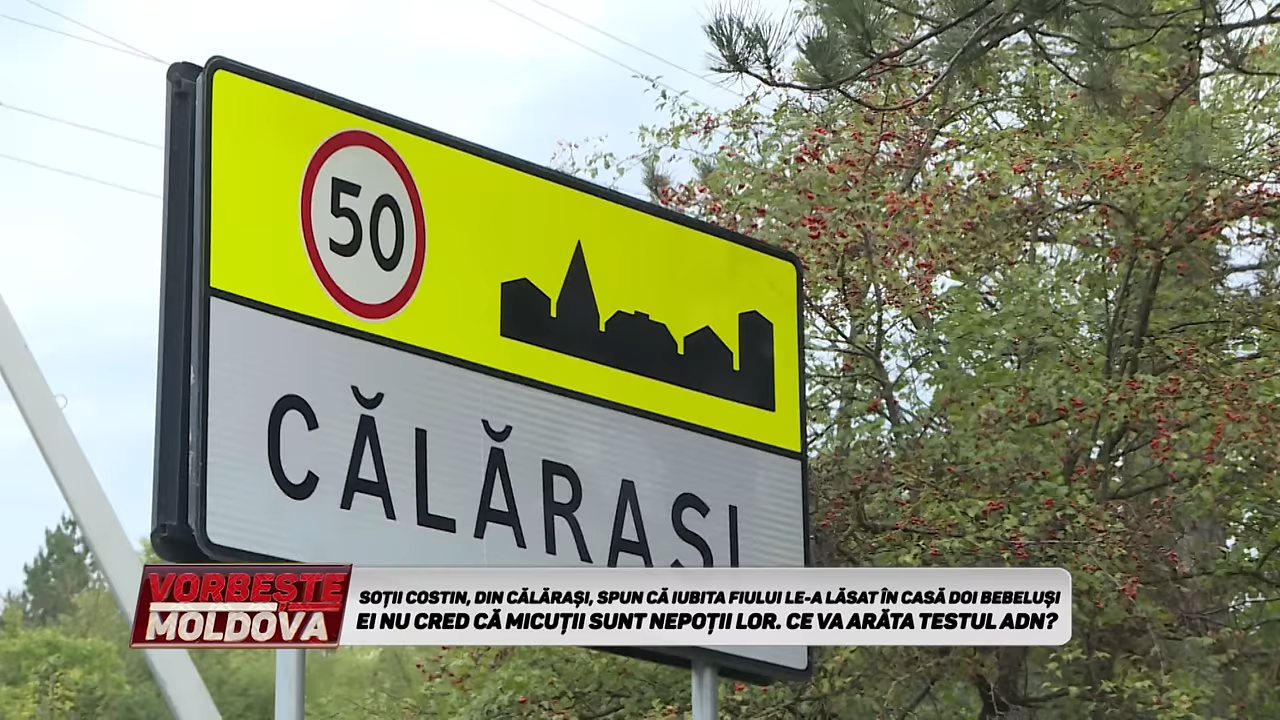 50
CĂLĂRAȘI
VORBEȘTE
MOLDOVA
SOȚII COSTIN, DIN CĂLĂRAȘI, SPUN CĂ IUBITA FIULUI LE-A LĂSAT ÎN CASĂ DOI BEBELUȘI
EI NU CRED CĂ MICUȚII SUNT NEPOȚII LOR. CE VA ARĂTA TESTUL ADN?